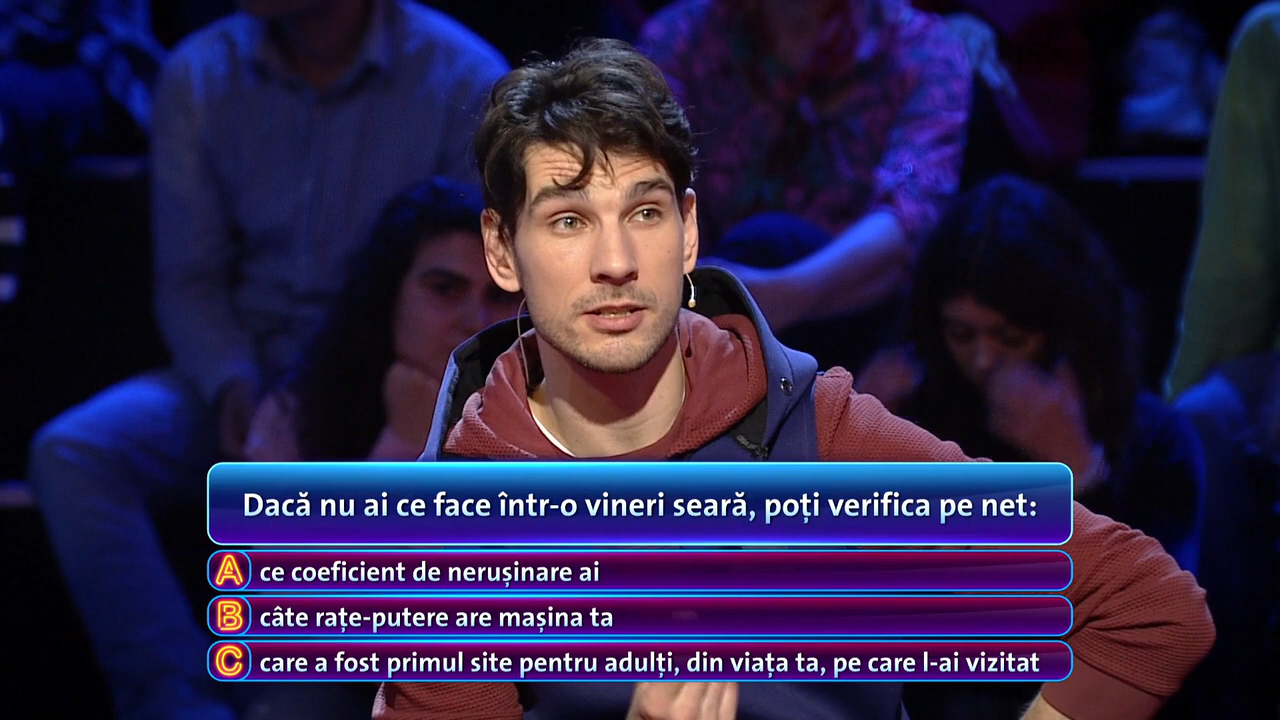 Dacă nu ai ce face într-o vineri seară, poți verifica pe net:
A ce coeficient de nerușinare ai
B câte rațe-putere are mașina ta
C care a fost primul site pentru adulți, din viața ta, pe care l-ai vizitat